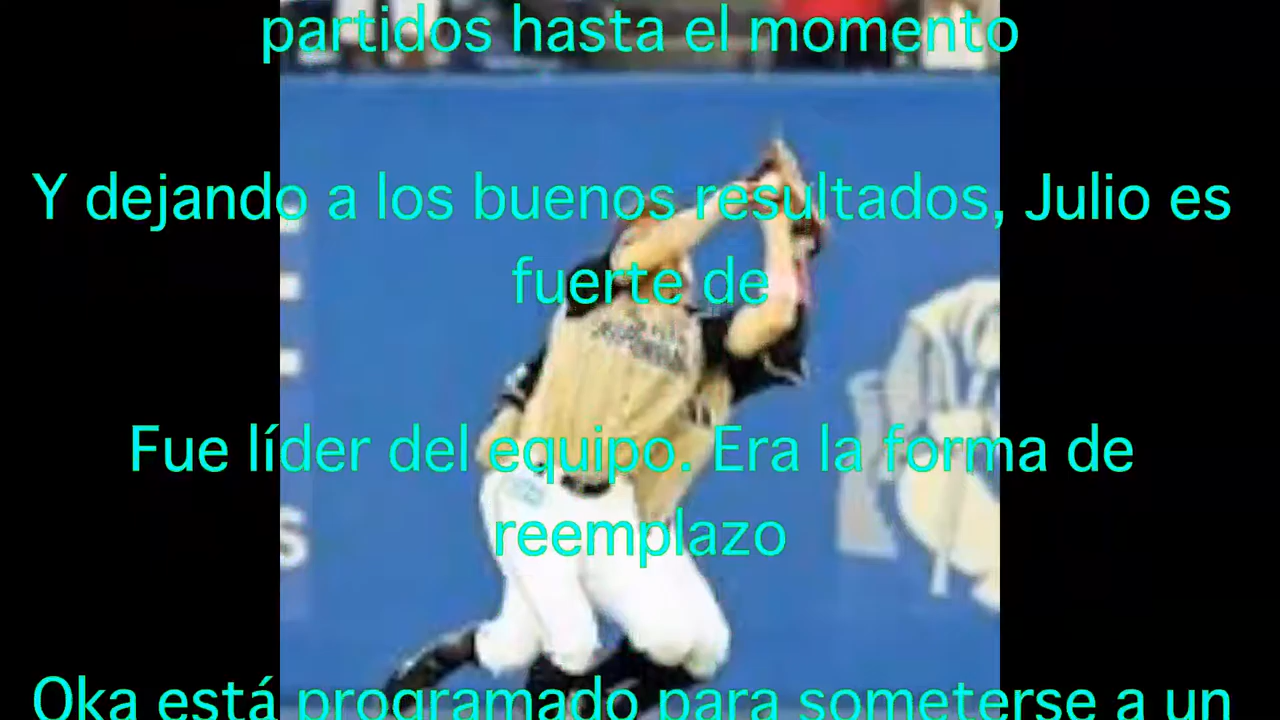 partidos hasta el momento
Y dejando a los buenos resultados, Julio es
fuerte de
Fue líder del equipo. Era la forma de
reemplazo
Oka está programado para someterse a un